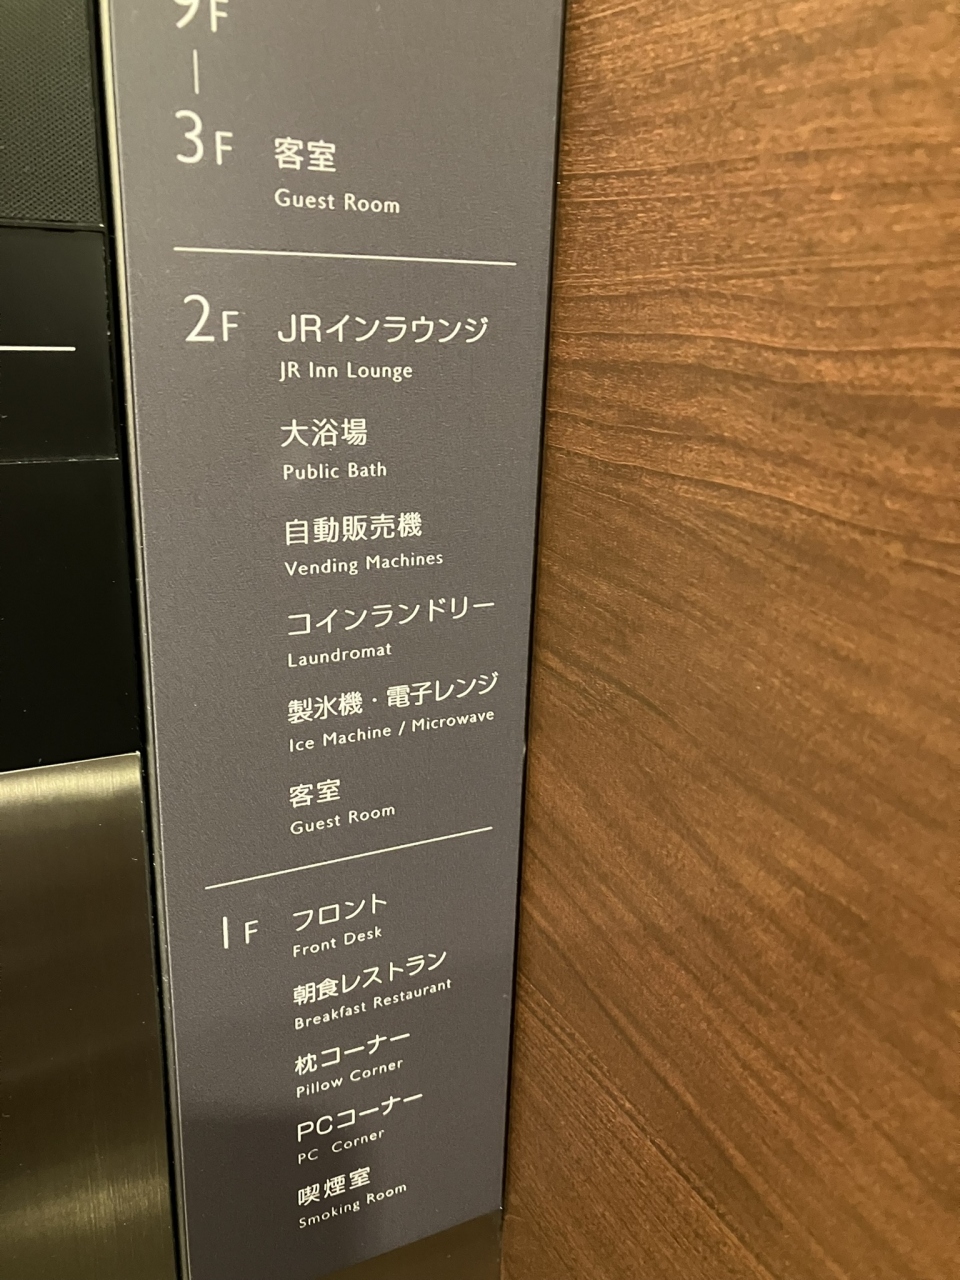 9F
|
3F 客室
Guest Room
2F JRインラウンジ
JR Inn Lounge
大浴場
Public Bath
自動販売機
Vending Machines
コインランドリー
Laundromat
製氷機・電子レンジ
Ice Machine / Microwave
客室
Guest Room
1F フロント
Front Desk
朝食レストラン
Breakfast Restaurant
枕コーナー
Pillow Corner
PCコーナー
PC Corner
喫煙室
Smoking Room